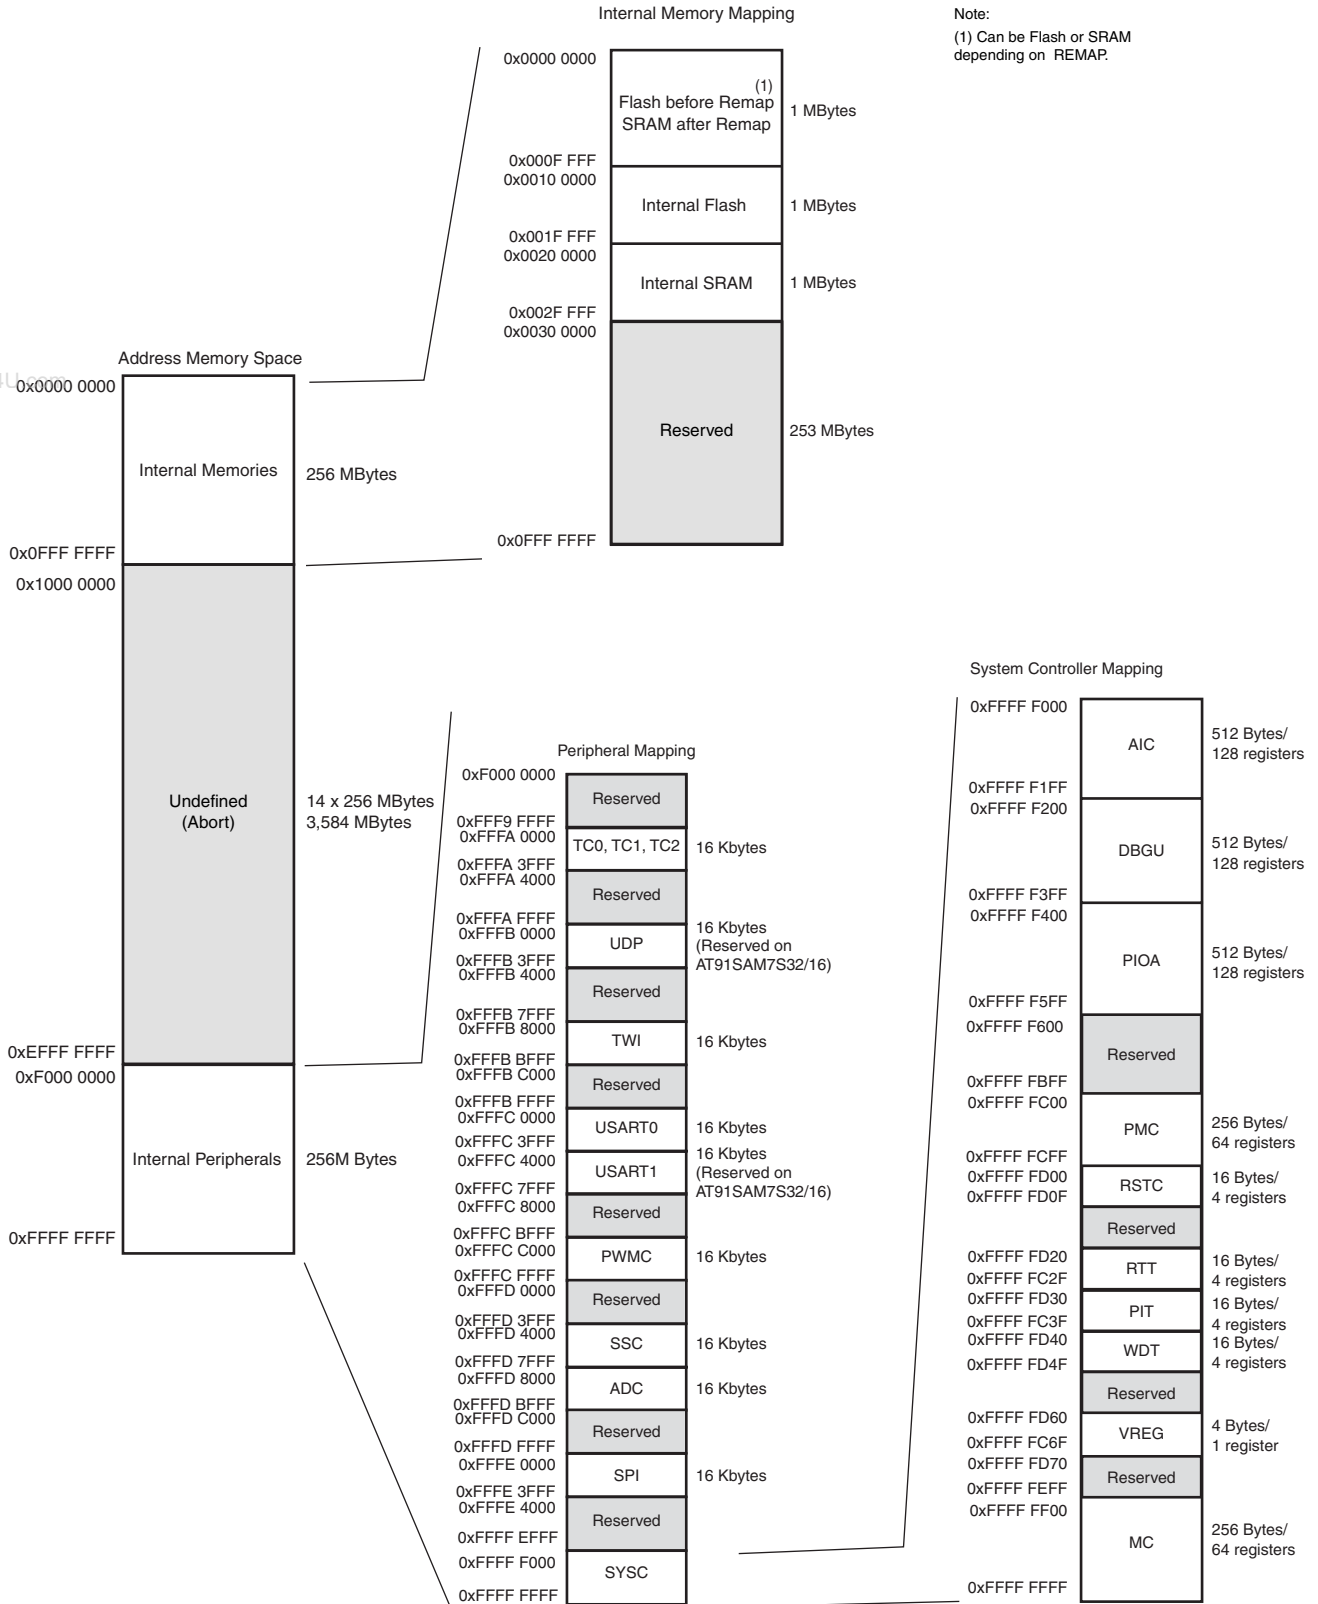 Internal Memory Mapping
Note:
(1) Can be Flash or SRAM
depending on REMAP.
0x0000 0000
(1)
Flash before Remap
SRAM after Remap
1 MBytes
0x000F FFF
0x0010 0000
Internal Flash
1 MBytes
0x001F FFF
0x0020 0000
Internal SRAM
1 MBytes
0x002F FFF
0x0030 0000
Reserved
253 MBytes
0x0FFF FFFF
Address Memory Space
0x0000 0000
Internal Memories
256 MBytes
0x0FFF FFFF
0x1000 0000
Undefined
(Abort)
14 x 256 MBytes
3,584 MBytes
0xEFFF FFFF
0xF000 0000
Internal Peripherals
256M Bytes
0xFFFF FFFF
Peripheral Mapping
0xF000 0000
Reserved
0xFFF9 FFFF
0xFFFA 0000
TC0, TC1, TC2
16 Kbytes
0xFFFA 3FFF
0xFFFA 4000
Reserved
0xFFFA FFFF
0xFFFB 0000
UDP
16 Kbytes
(Reserved on
AT91SAM7S32/16)
0xFFFB 3FFF
0xFFFB 4000
Reserved
0xFFFB 7FFF
0xFFFB 8000
TWI
16 Kbytes
0xFFFB BFFF
0xFFFB C000
Reserved
0xFFFB FFFF
0xFFFC 0000
USART0
16 Kbytes
0xFFFC 3FFF
0xFFFC 4000
USART1
16 Kbytes
(Reserved on
AT91SAM7S32/16)
0xFFFC 7FFF
0xFFFC 8000
Reserved
0xFFFC BFFF
0xFFFC C000
PWMC
16 Kbytes
0xFFFC FFFF
0xFFFD 0000
Reserved
0xFFFD 3FFF
0xFFFD 4000
SSC
16 Kbytes
0xFFFD 7FFF
0xFFFD 8000
ADC
16 Kbytes
0xFFFD BFFF
0xFFFD C000
Reserved
0xFFFD FFFF
0xFFFE 0000
SPI
16 Kbytes
0xFFFE 3FFF
0xFFFE 4000
Reserved
0xFFFF EFFF
0xFFFF F000
SYSC
0xFFFF FFFF
System Controller Mapping
0xFFFF F000
AIC
512 Bytes/
128 registers
0xFFFF F1FF
0xFFFF F200
DBGU
512 Bytes/
128 registers
0xFFFF F3FF
0xFFFF F400
PIOA
512 Bytes/
128 registers
0xFFFF F5FF
0xFFFF F600
Reserved
0xFFFF FBFF
0xFFFF FC00
PMC
256 Bytes/
64 registers
0xFFFF FCFF
0xFFFF FD00
RSTC
16 Bytes/
4 registers
0xFFFF FD0F
Reserved
0xFFFF FD20
RTT
16 Bytes/
4 registers
0xFFFF FC2F
0xFFFF FD30
PIT
16 Bytes/
4 registers
0xFFFF FC3F
0xFFFF FD40
WDT
16 Bytes/
4 registers
0xFFFF FD4F
Reserved
0xFFFF FD60
VREG
4 Bytes/
1 register
0xFFFF FC6F
0xFFFF FD70
Reserved
0xFFFF FEFF
0xFFFF FF00
MC
256 Bytes/
64 registers
0xFFFF FFFF